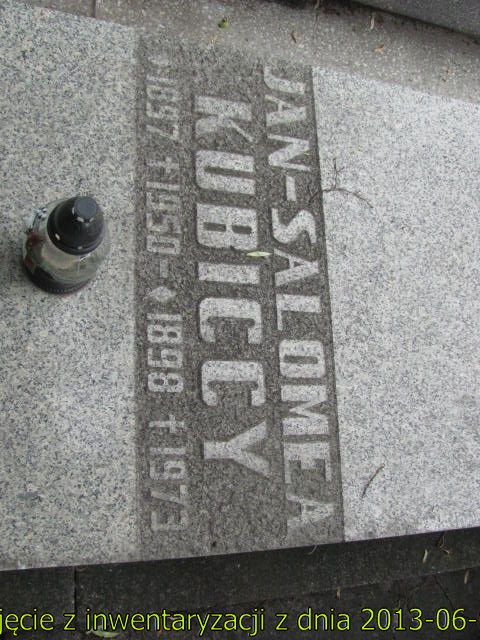 JAN-SALOMEA
KUBICCY
1897 †1950-◆1898 †1973
jęcie z inwentaryzacji z dnia 2013-06-